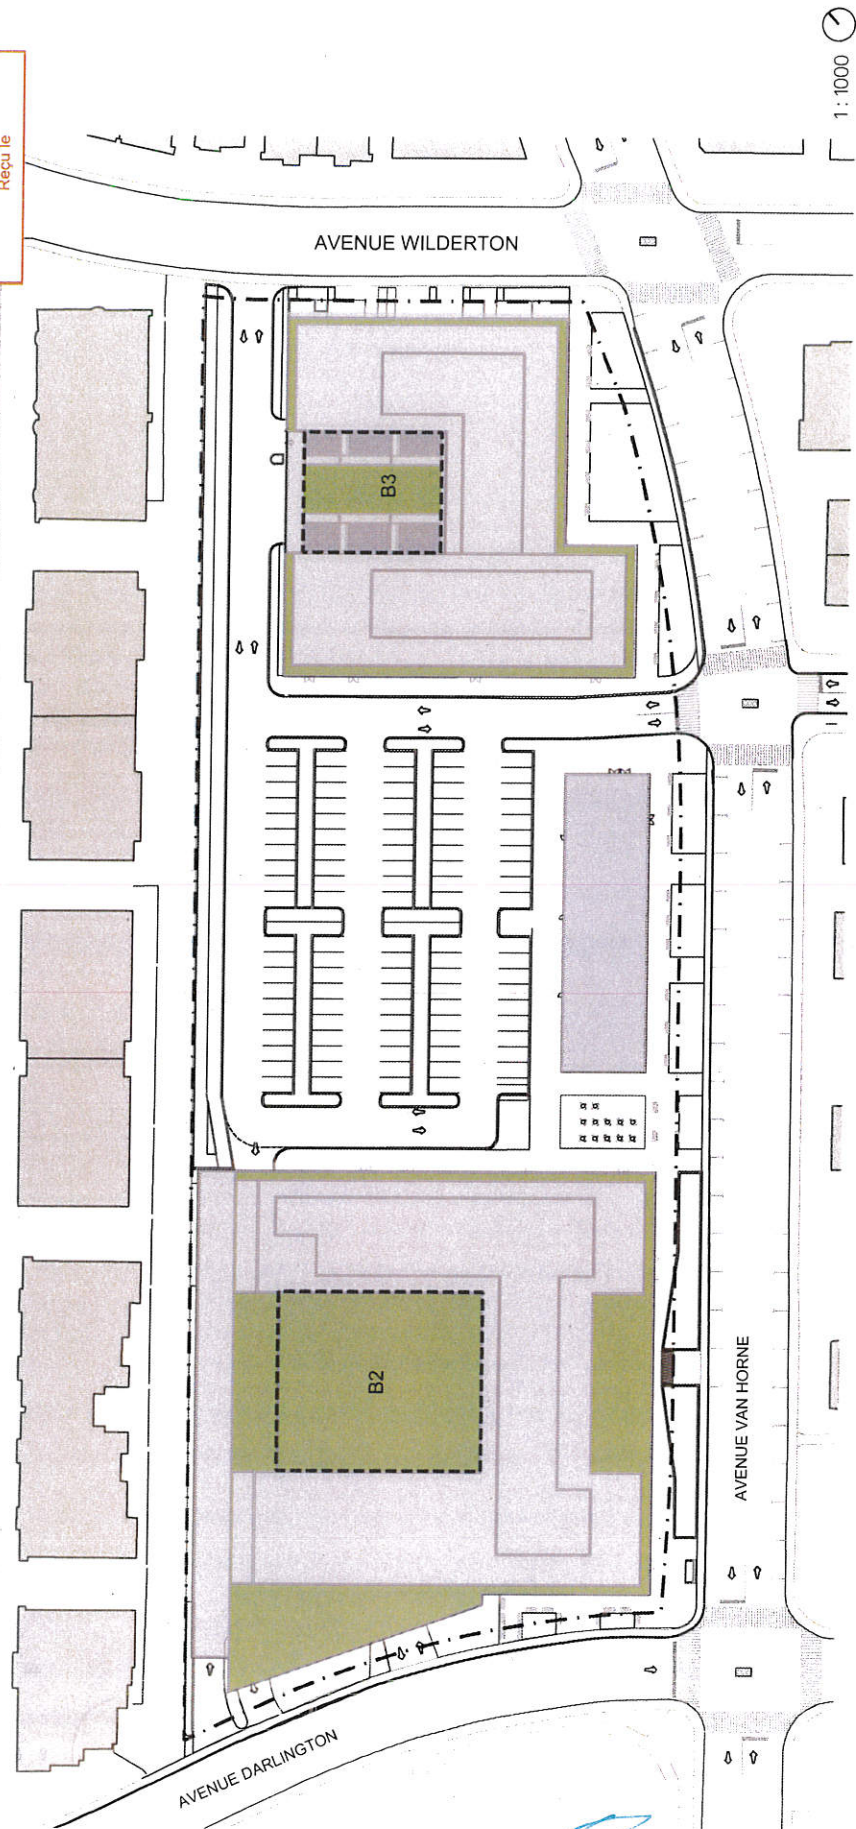 Reçu le
1 : 1000
AVENUE WILDERTON
B3
B2
AVENUE VAN HORNE
AVENUE DARLINGTON